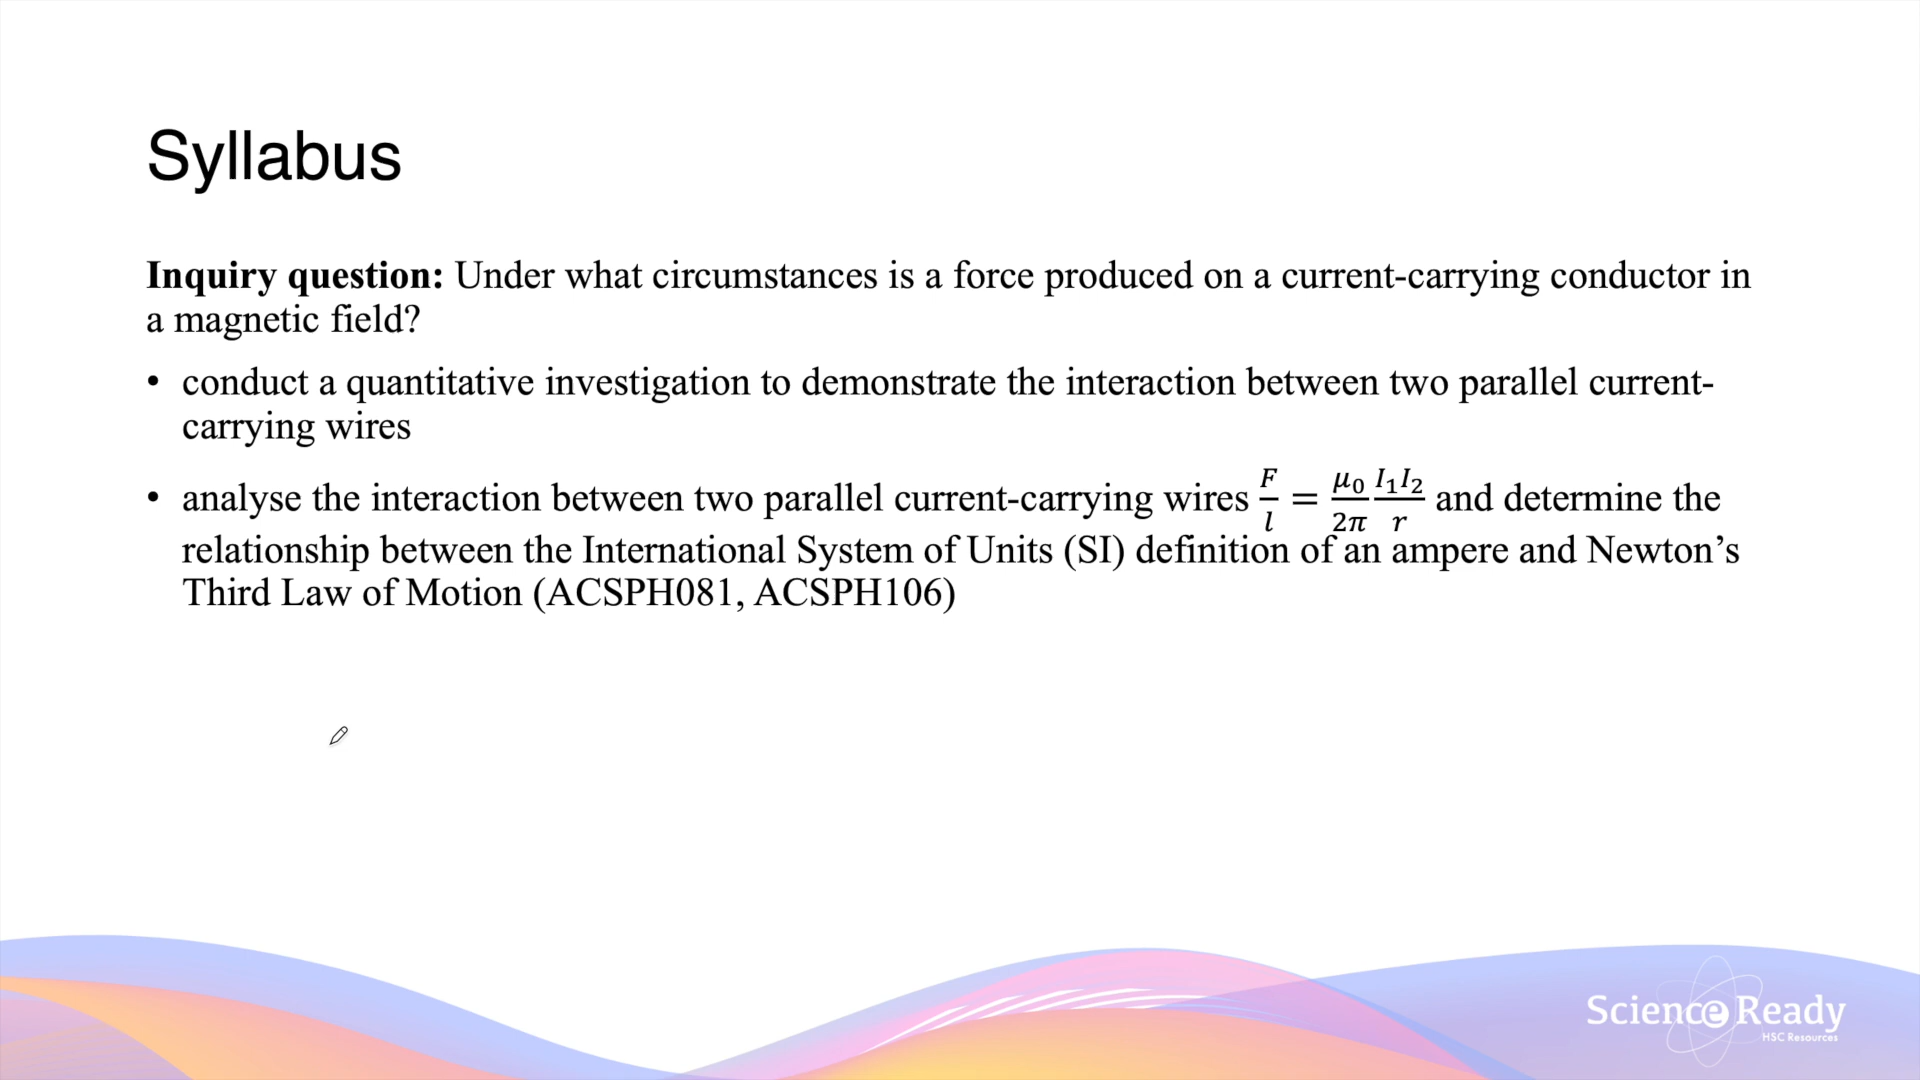 Syllabus
Inquiry question: Under what circumstances is a force produced on a current-carrying conductor in
a magnetic field?
• conduct a quantitative investigation to demonstrate the interaction between two parallel current-
carrying wires
• analyse the interaction between two parallel current-carrying wires F/l = μ₀/2π I₁I₂/r and determine the
relationship between the International System of Units (SI) definition of an ampere and Newton’s
Third Law of Motion (ACSPH081, ACSPH106)
Science Ready
HSC Resources